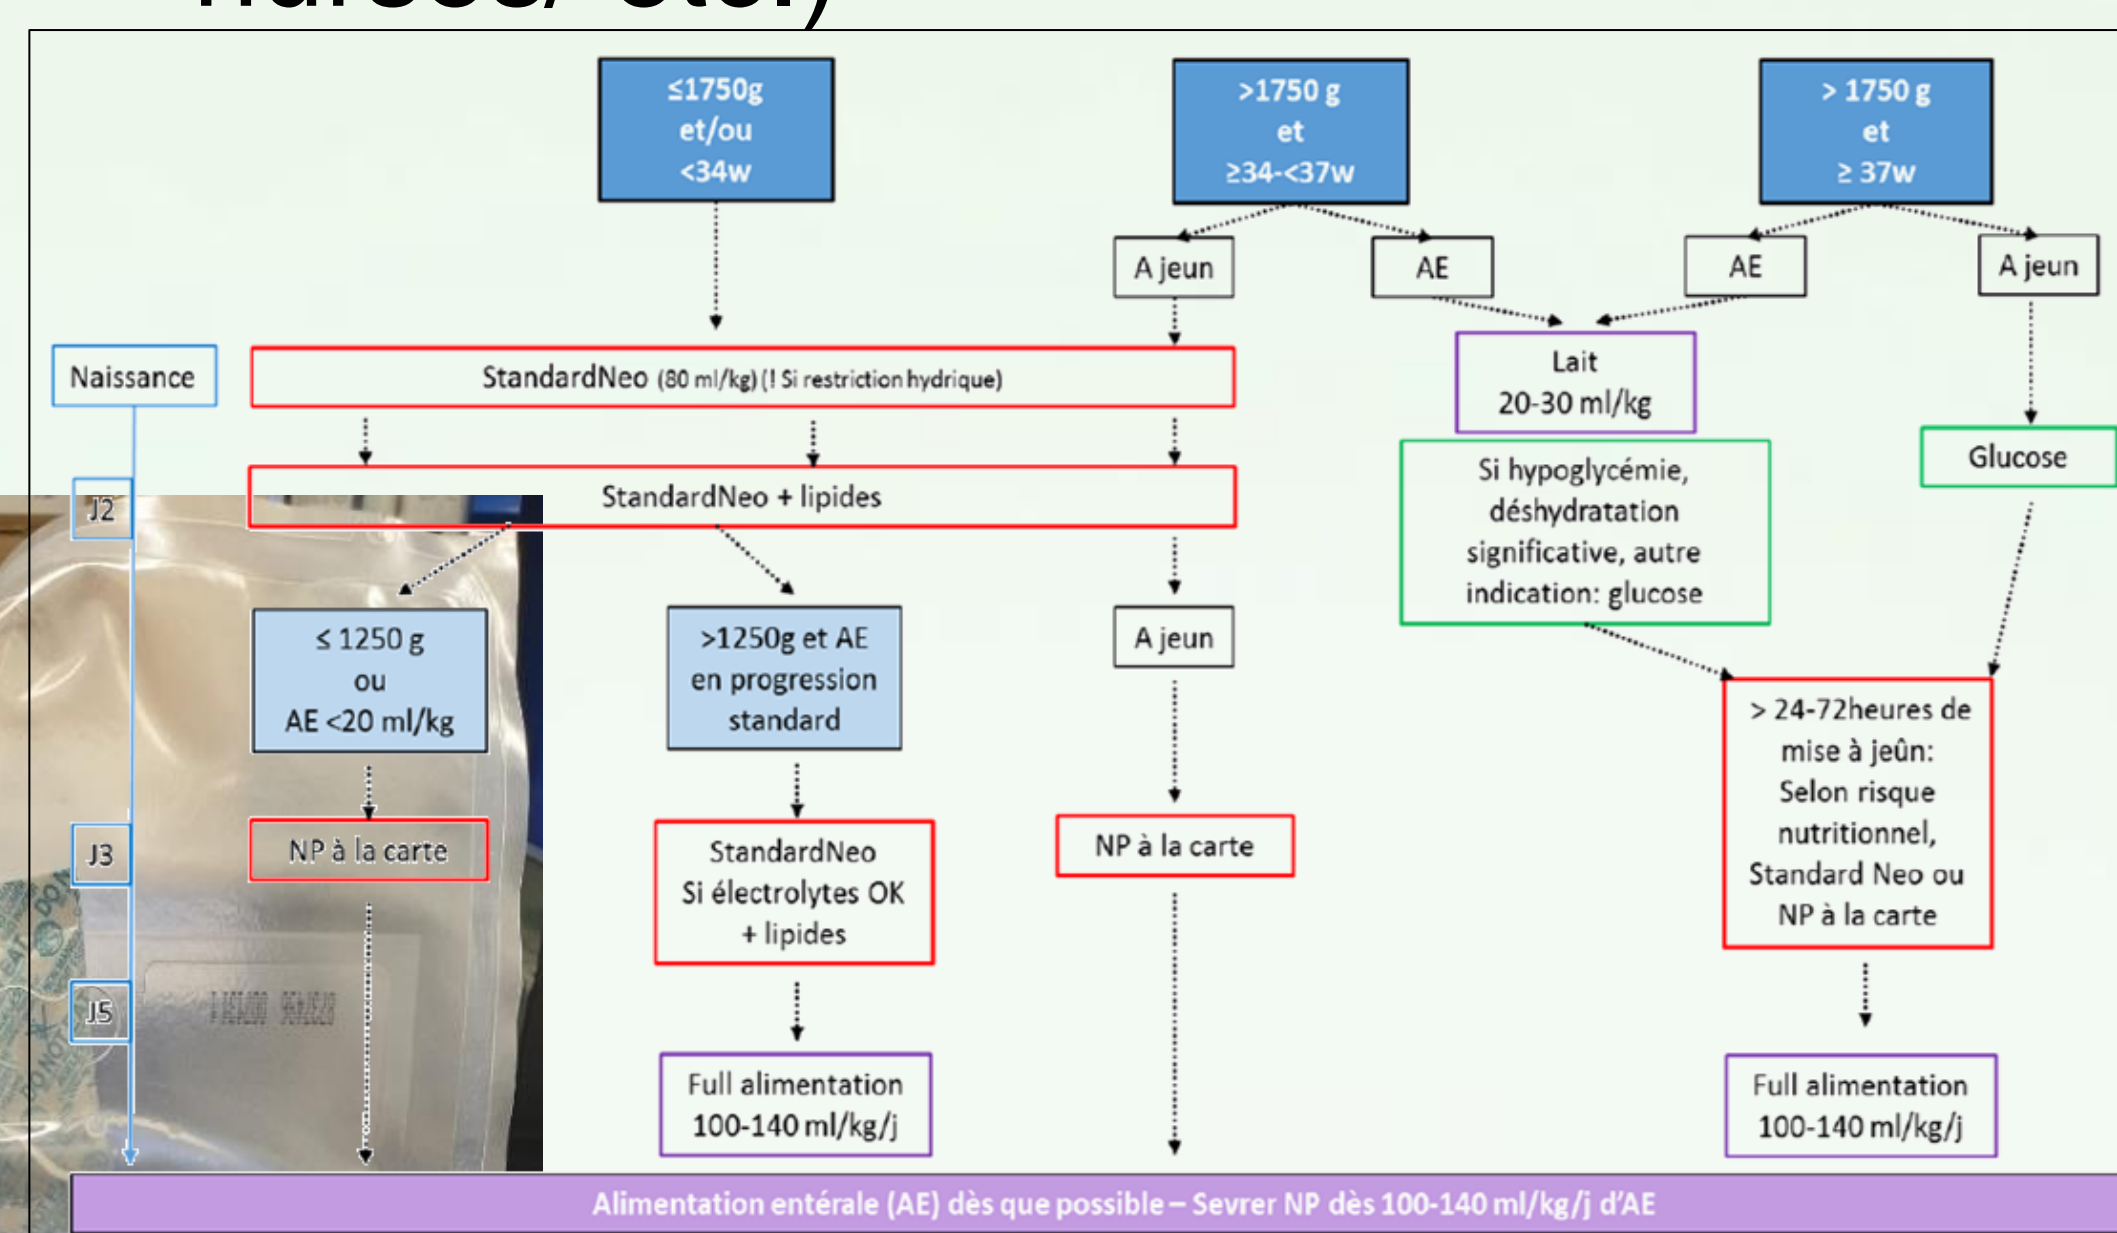 nurses, etc.)
≤1750g
et/ou
<34w
>1750 g
et
≥34-<37w
> 1750 g
et
≥ 37w
A jeun
AE
AE
A jeun
Naissance
StandardNeo (80 ml/kg) (! Si restriction hydrique)
Lait
20-30 ml/kg
Glucose
J2
StandardNeo + lipides
Si hypoglycémie,
déshydratation
significative, autre
indication: glucose
≤ 1250 g
ou
AE <20 ml/kg
>1250g et AE
en progression
standard
A jeun
> 24-72heures de
mise à jeûn:
Selon risque
nutritionnel,
Standard Neo ou
NP à la carte
J3
NP à la carte
StandardNeo
Si électrolytes OK
+ lipides
NP à la carte
J5
DO NOT
Full alimentation
100-140 ml/kg/j
Full alimentation
100-140 ml/kg/j
Alimentation entérale (AE) dès que possible – Sevrer NP dès 100-140 ml/kg/j d'AE